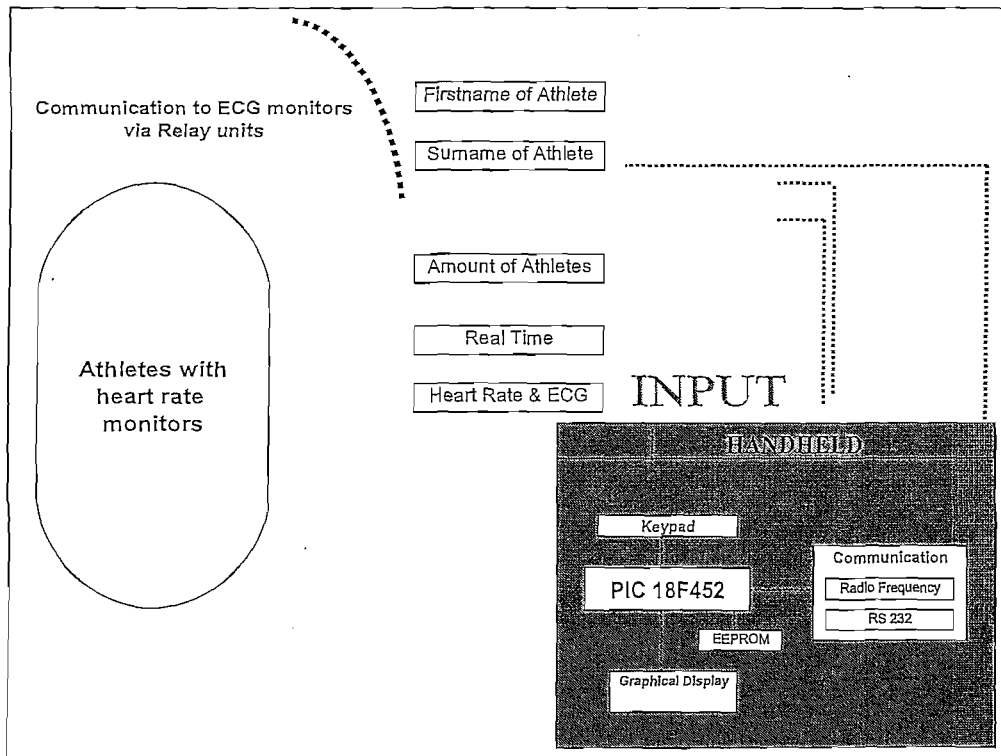 Communication to ECG monitors
via Relay units
Firstname of Athlete
Surname of Athlete
Amount of Athletes
Real Time
Heart Rate & ECG
Athletes with
heart rate
monitors
INPUT
HANDHELD
Keypad
PIC 18F452
EEPROM
Graphical Display
Communication
Radio Frequency
RS 232